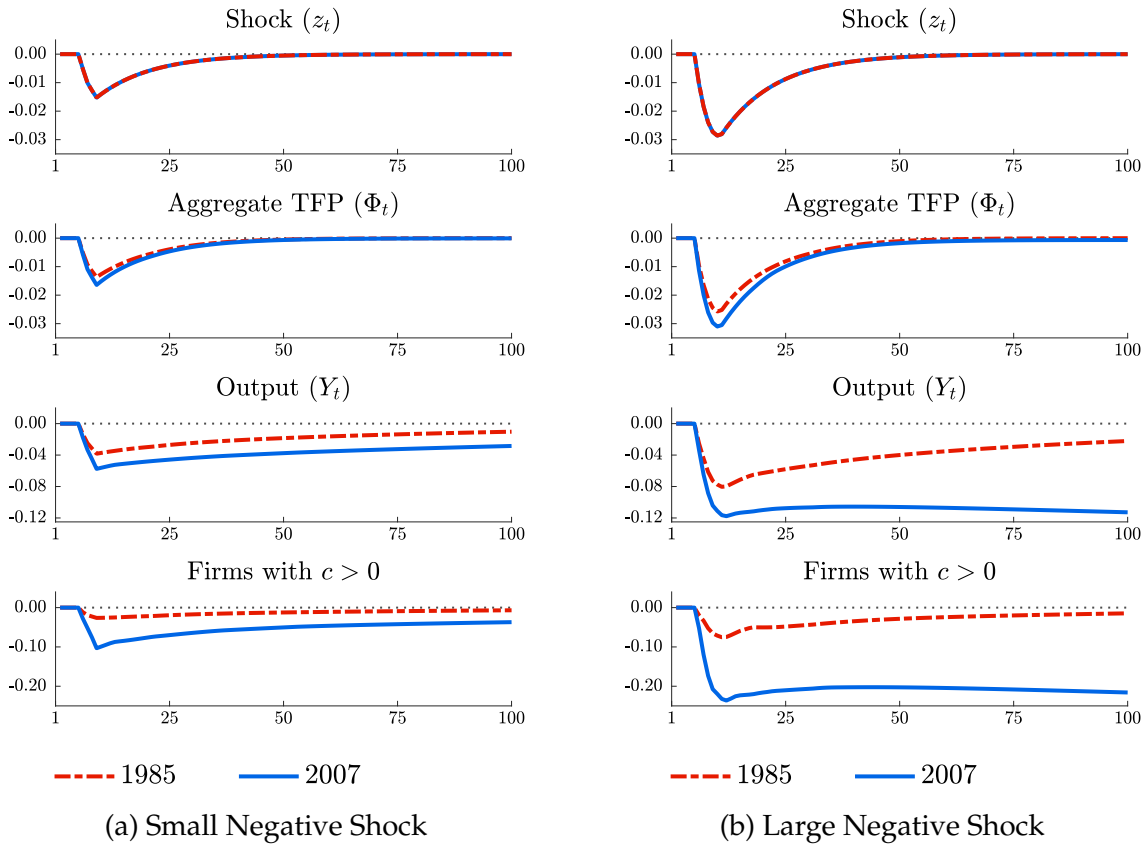 Shock (z_t)
0.00
-0.01
-0.02
-0.03
1 25 50 75 100
Aggregate TFP (Φ_t)
0.00
-0.01
-0.02
-0.03
1 25 50 75 100
Output (Y_t)
0.00
-0.04
-0.08
-0.12
1 25 50 75 100
Firms with c > 0
0.00
-0.10
-0.20
1 25 50 75 100
1985 2007
(a) Small Negative Shock
Shock (z_t)
0.00
-0.01
-0.02
-0.03
1 25 50 75 100
Aggregate TFP (Φ_t)
0.00
-0.01
-0.02
-0.03
1 25 50 75 100
Output (Y_t)
0.00
-0.04
-0.08
-0.12
1 25 50 75 100
Firms with c > 0
0.00
-0.10
-0.20
1 25 50 75 100
1985 2007
(b) Large Negative Shock